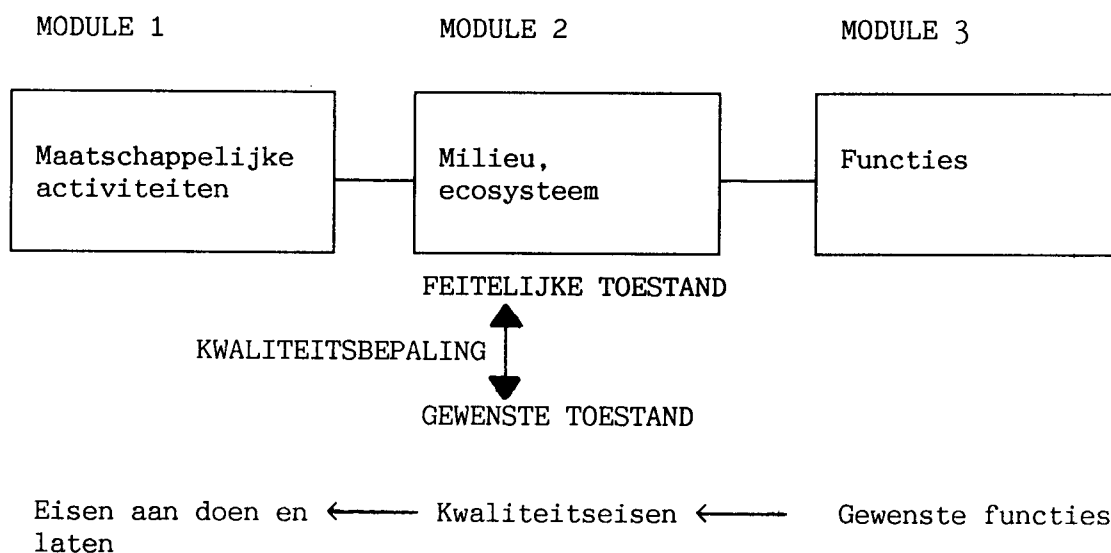 MODULE 1 MODULE 2 MODULE 3
Maatschappelijke
activiteiten
Milieu,
ecosysteem
Functies
FEITELIJKE TOESTAND
KWALITEITSBEPALING
GEWENSTE TOESTAND
Eisen aan doen en ← Kwaliteitseisen ← Gewenste functies
laten